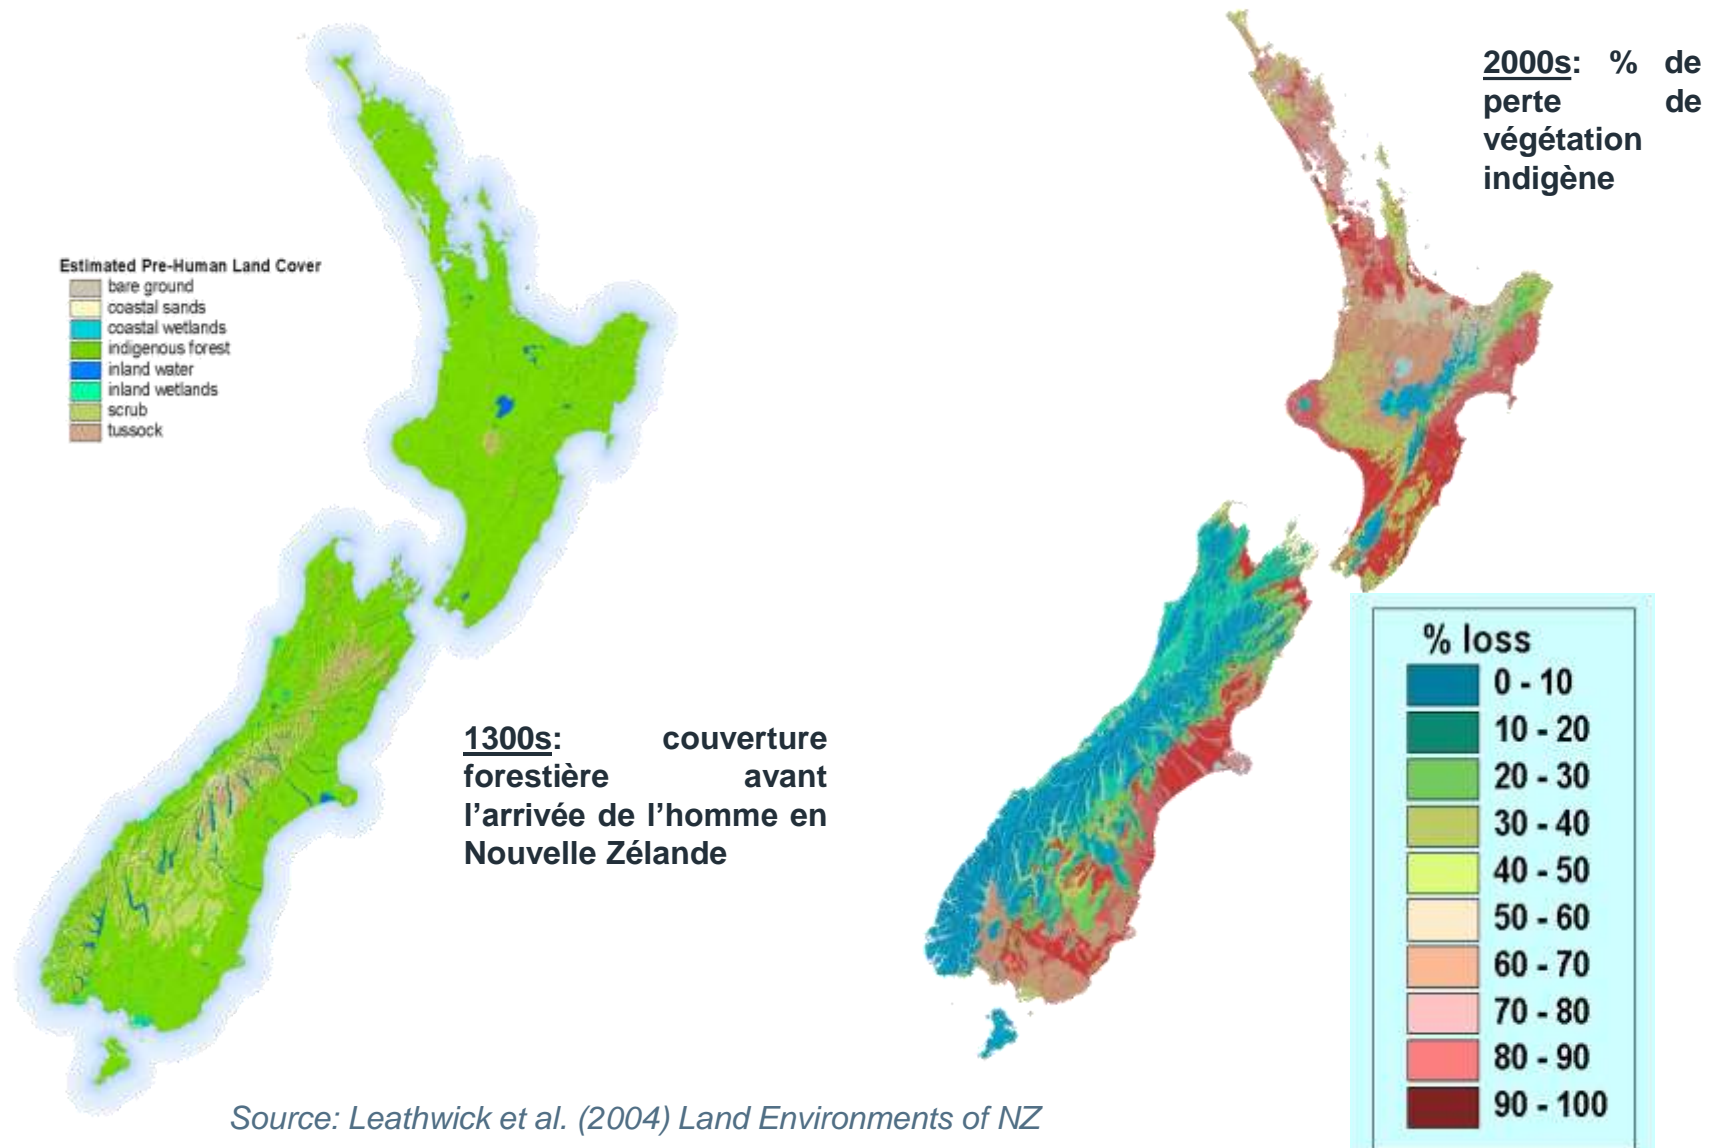 2000s: % de
perte de
végétation
indigène
Estimated Pre-Human Land Cover
bare ground
coastal sands
coastal wetlands
indigenous forest
inland water
inland wetlands
scrub
tussock
1300s: couverture
forestière avant
l’arrivée de l’homme en
Nouvelle Zélande
% loss
0 - 10
10 - 20
20 - 30
30 - 40
40 - 50
50 - 60
60 - 70
70 - 80
80 - 90
90 - 100
Source: Leathwick et al. (2004) Land Environments of NZ